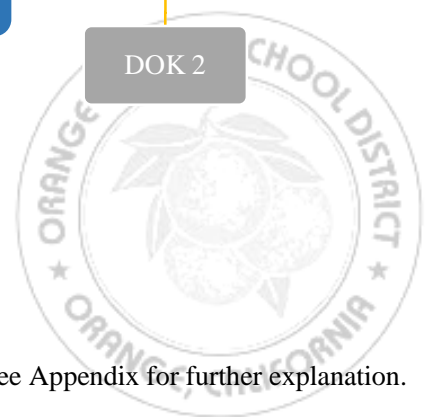 DOK 2
ORANGE SCHOOL DISTRICT
ORANGE, CALIFORNIA
ee Appendix for further explanation.